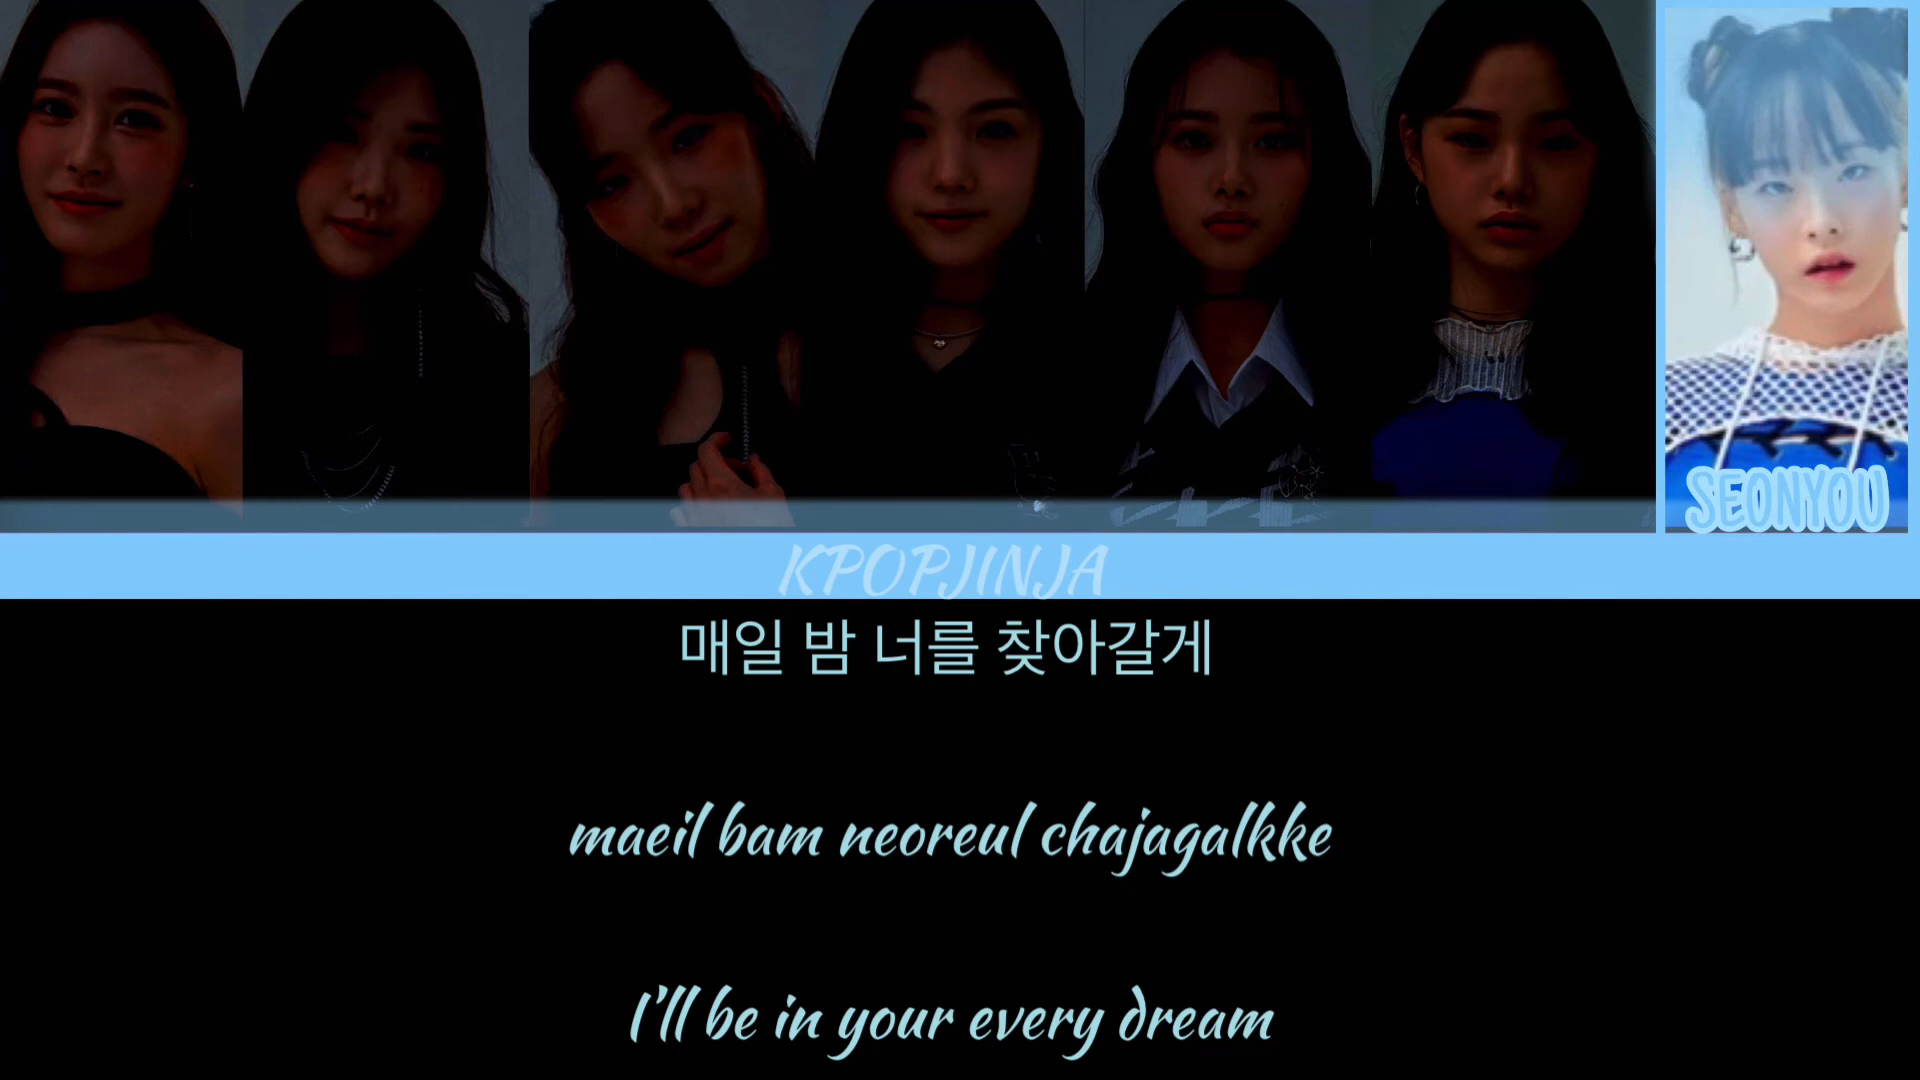 SEONYOU
KPOPJINJA
매일 밤 너를 찾아갈게
maeil bam neoreul chajagalkke
I'll be in your every dream